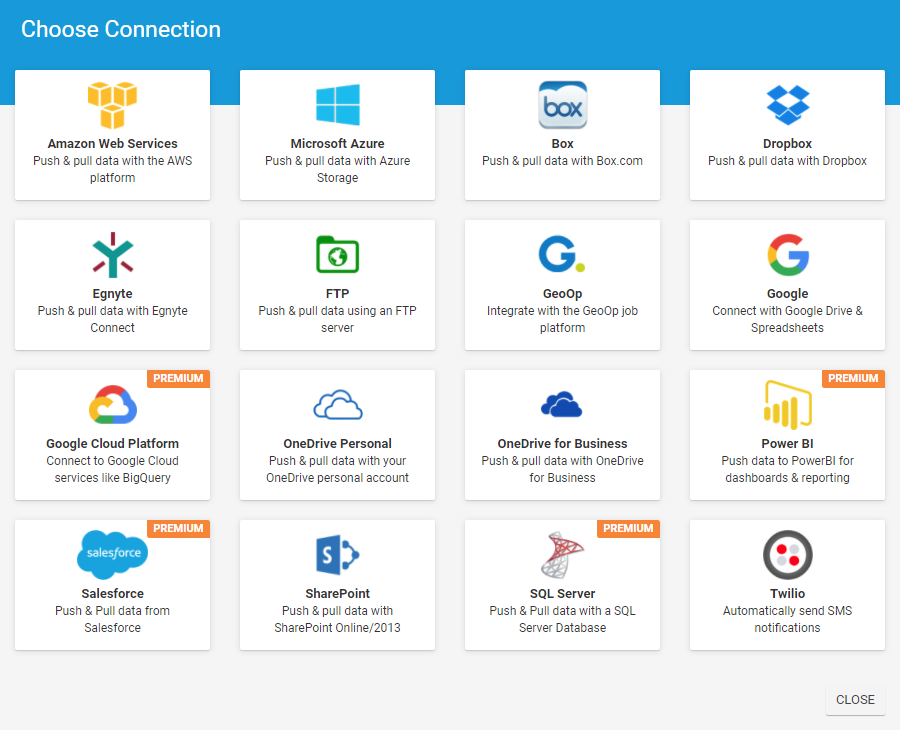 Choose Connection
box
Amazon Web Services
Push & pull data with the AWS
platform
Microsoft Azure
Push & pull data with Azure
Storage
Box
Push & pull data with Box.com
Dropbox
Push & pull data with Dropbox
Egnyte
Push & pull data with Egnyte
Connect
FTP
Push & pull data using an FTP
server
G.
GeoOp
Integrate with the GeoOp job
platform
G
Google
Connect with Google Drive &
Spreadsheets
PREMIUM
Google Cloud Platform
Connect to Google Cloud
services like BigQuery
OneDrive Personal
Push & pull data with your
OneDrive personal account
OneDrive for Business
Push & pull data with OneDrive
for Business
PREMIUM
Power BI
Push data to PowerBI for
dashboards & reporting
PREMIUM
salesforce
Salesforce
Push & Pull data from
Salesforce
S
SharePoint
Push & pull data with
SharePoint Online/2013
PREMIUM
SQL Server
Push & Pull data with a SQL
Server Database
Twilio
Automatically send SMS
notifications
CLOSE